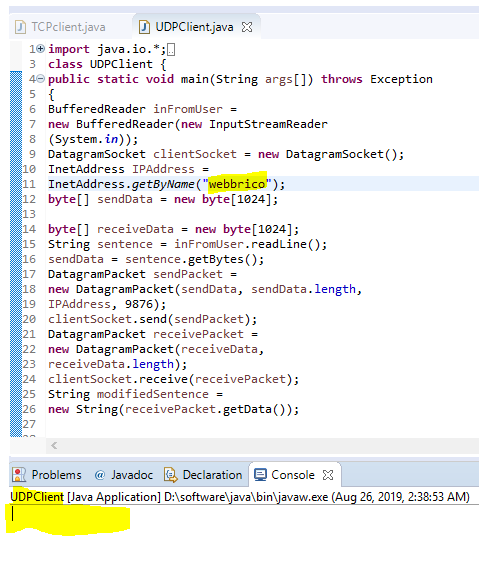 TCPclient.java UDPClient.java
1 import java.io.*;
3 class UDPClient {
4 public static void main(String args[]) throws Exception
5 {
6 BufferedReader inFromUser =
7 new BufferedReader(new InputStreamReader
8 (System.in));
9 DatagramSocket clientSocket = new DatagramSocket();
10 InetAddress IPAddress =
11 InetAddress.getByName("webbrico");
12 byte[] sendData = new byte[1024];
13
14 byte[] receiveData = new byte[1024];
15 String sentence = inFromUser.readLine();
16 sendData = sentence.getBytes();
17 DatagramPacket sendPacket =
18 new DatagramPacket(sendData, sendData.length,
19 IPAddress, 9876);
20 clientSocket.send(sendPacket);
21 DatagramPacket receivePacket =
22 new DatagramPacket(receiveData,
23 receiveData.length);
24 clientSocket.receive(receivePacket);
25 String modifiedSentence =
26 new String(receivePacket.getData());
27
Problems @ Javadoc Declaration Console
UDPClient [Java Application] D:\software\java\bin\javaw.exe (Aug 26, 2019, 2:38:53 AM)